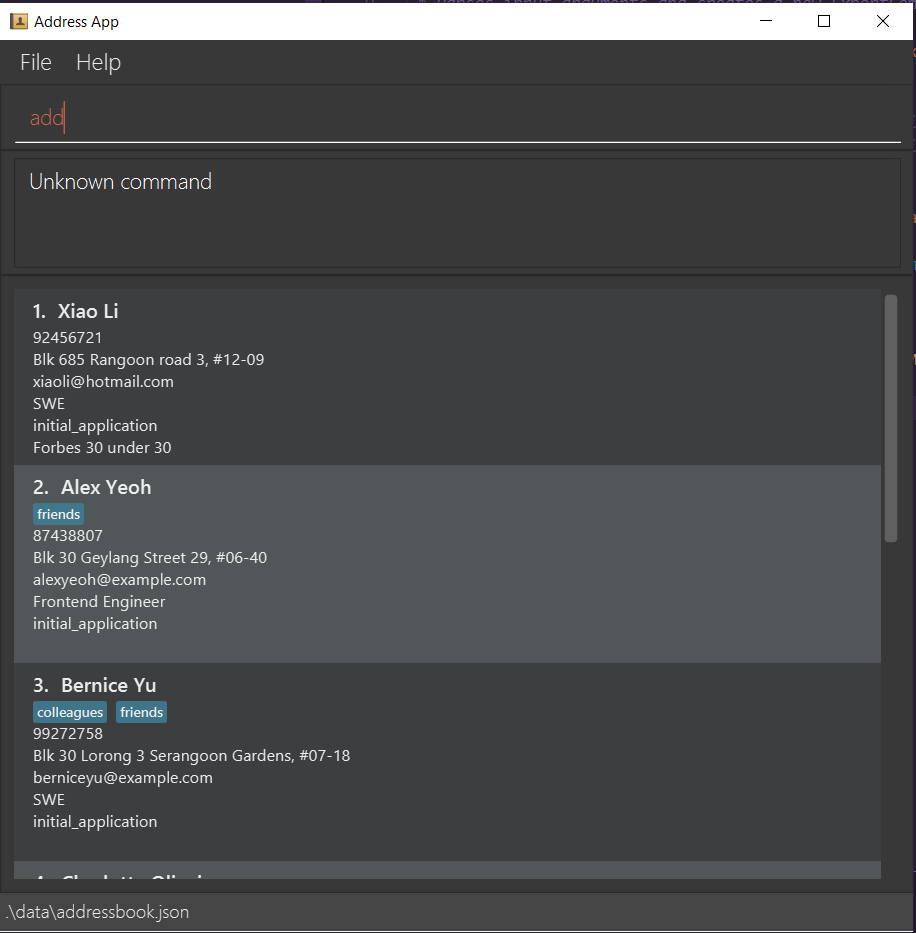 Address App
File Help
add
Unknown command
1. Xiao Li
92456721
Blk 685 Rangoon road 3, #12-09
xiaoli@hotmail.com
SWE
initial_application
Forbes 30 under 30
2. Alex Yeoh
friends
87438807
Blk 30 Geylang Street 29, #06-40
alexyeoh@example.com
Frontend Engineer
initial_application
3. Bernice Yu
colleagues friends
99272758
Blk 30 Lorong 3 Serangoon Gardens, #07-18
berniceyu@example.com
SWE
initial_application
.\data\addressbook.json